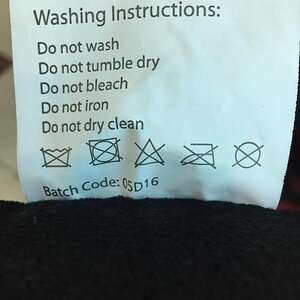 Washing Instructions:
Do not wash
Do not tumble dry
Do not bleach
Do not iron
Do not dry clean
Batch Code: 05D16